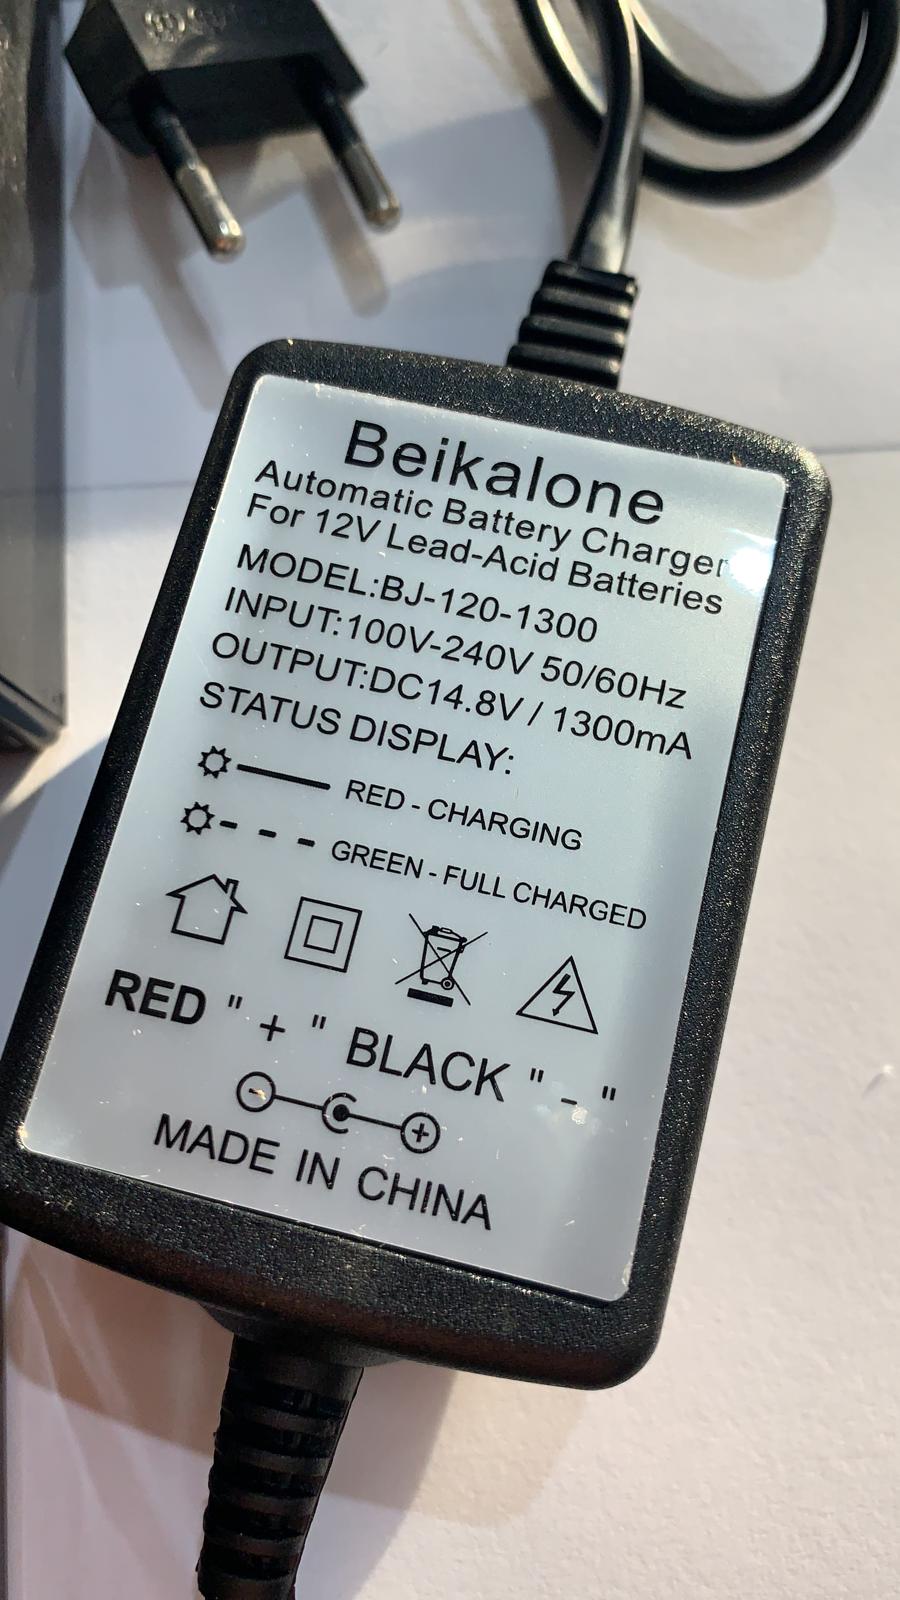 Beikalone
Automatic Battery Charger
For 12V Lead-Acid Batteries
MODEL:BJ-120-1300
INPUT:100V-240V 50/60Hz
OUTPUT:DC14.8V / 1300mA
STATUS DISPLAY:
RED - CHARGING
GREEN - FULL CHARGED
RED " + " BLACK " - "
- +
MADE IN CHINA